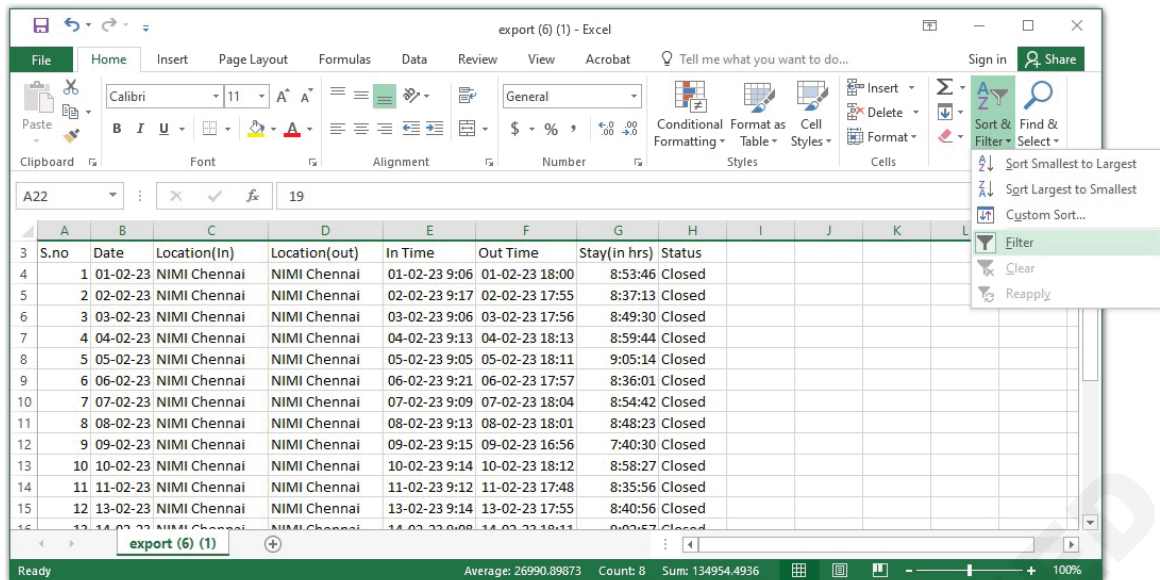 export (6) (1) - Excel
File Home Insert Page Layout Formulas Data Review View Acrobat Tell me what you want to do... Sign in Share
Calibri 11 A A General Insert
Paste B I U A $ % , Conditional Format as Cell Delete Sort & Find &
Formatting Table Styles Format Filter Select
Clipboard Font Alignment Number Styles Cells
Sort Smallest to Largest
Sort Largest to Smallest
Custom Sort...
Filter
Clear
Reapply
A22 fx 19
A B C D E F G H I J K L
3 S.no Date Location(In) Location(out) In Time Out Time Stay(in hrs) Status
4 1 01-02-23 NIMI Chennai NIMI Chennai 01-02-23 9:06 01-02-23 18:00 8:53:46 Closed
5 2 02-02-23 NIMI Chennai NIMI Chennai 02-02-23 9:17 02-02-23 17:55 8:37:13 Closed
6 3 03-02-23 NIMI Chennai NIMI Chennai 03-02-23 9:06 03-02-23 17:56 8:49:30 Closed
7 4 04-02-23 NIMI Chennai NIMI Chennai 04-02-23 9:13 04-02-23 18:13 8:59:44 Closed
8 5 05-02-23 NIMI Chennai NIMI Chennai 05-02-23 9:05 05-02-23 18:11 9:05:14 Closed
9 6 06-02-23 NIMI Chennai NIMI Chennai 06-02-23 9:21 06-02-23 17:57 8:36:01 Closed
10 7 07-02-23 NIMI Chennai NIMI Chennai 07-02-23 9:09 07-02-23 18:04 8:54:42 Closed
11 8 08-02-23 NIMI Chennai NIMI Chennai 08-02-23 9:13 08-02-23 18:01 8:48:23 Closed
12 9 09-02-23 NIMI Chennai NIMI Chennai 09-02-23 9:15 09-02-23 16:56 7:40:30 Closed
13 10 10-02-23 NIMI Chennai NIMI Chennai 10-02-23 9:14 10-02-23 18:12 8:58:27 Closed
14 11 11-02-23 NIMI Chennai NIMI Chennai 11-02-23 9:12 11-02-23 17:48 8:35:56 Closed
15 12 13-02-23 NIMI Chennai NIMI Chennai 13-02-23 9:14 13-02-23 17:55 8:40:56 Closed
export (6) (1)
Ready Average: 26990.89873 Count: 8 Sum: 134954.4936 100%